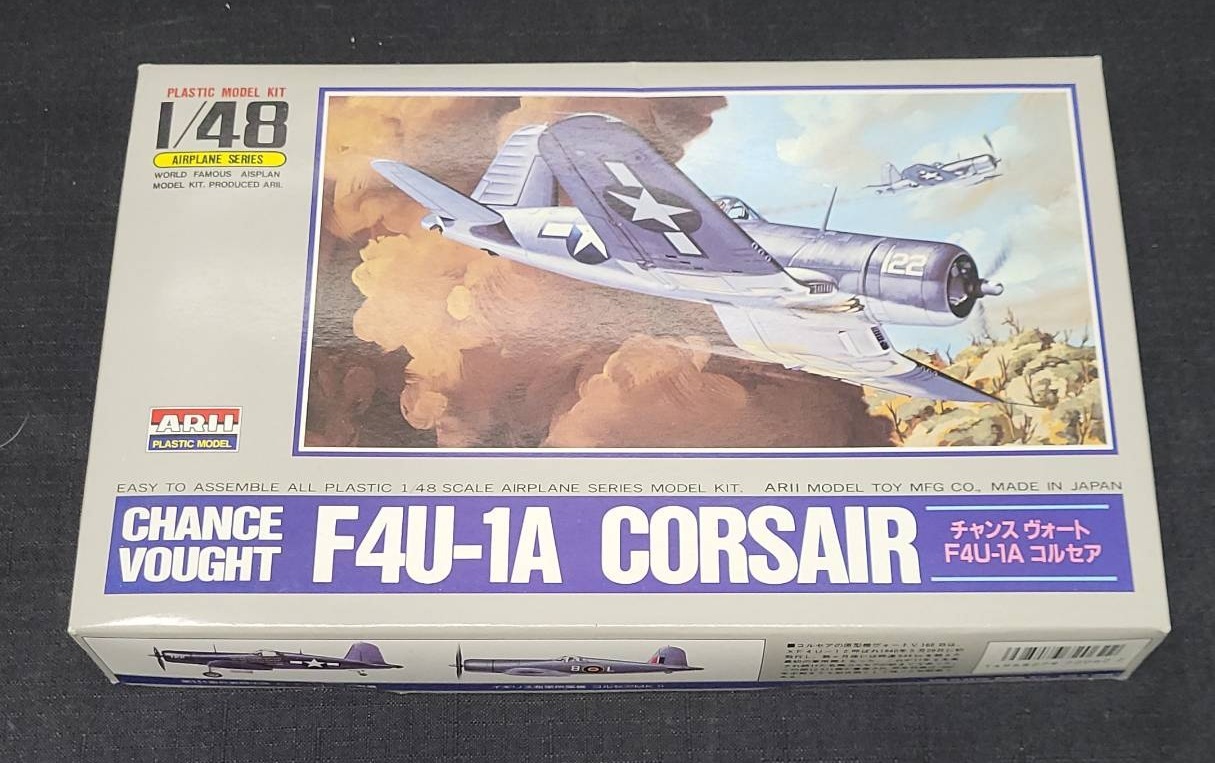 PLASTIC MODEL KIT
1/48
AIRPLANE SERIES
WORLD FAMOUS AISPLAN
MODEL KIT. PRODUCED ARII.
22
ARII
PLASTIC MODEL
EASY TO ASSEMBLE ALL PLASTIC 1/48 SCALE AIRPLANE SERIES MODEL KIT. ARII MODEL TOY MFG CO., MADE IN JAPAN
CHANCE
VOUGHT
F4U-1A CORSAIR
チャンス ヴォート
F4U-1A コルセア
B L